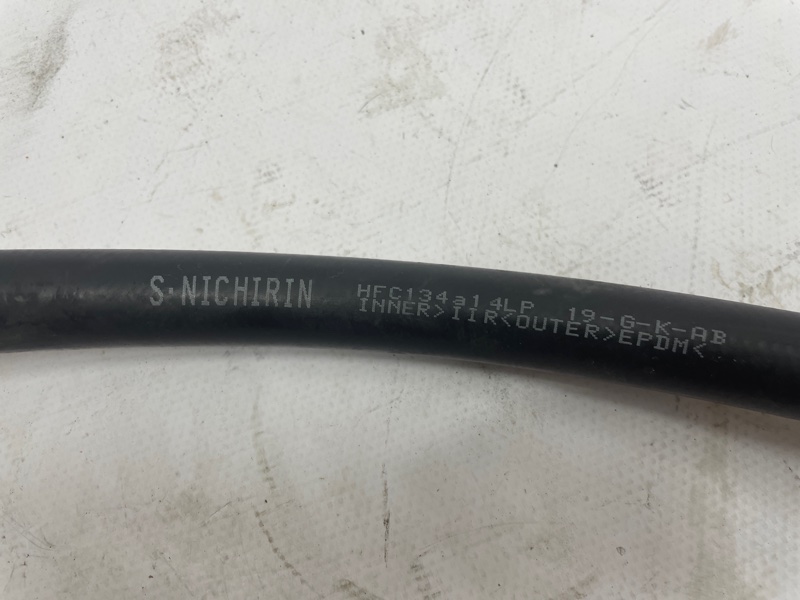 S·NICHIRIN
HFC134a14LP 19-G-K-AB
INNER>IIR<OUTER>EPDM<